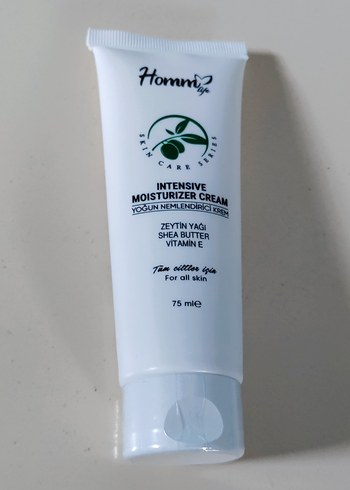 Homm life
SKIN CARE SERIES
INTENSIVE
MOISTURIZER CREAM
YOĞUN NEMLENDİRİCİ KREM
ZEYTİN YAĞI
SHEA BUTTER
VİTAMİN E
Tüm ciltler için
For all skin
75 ml℮